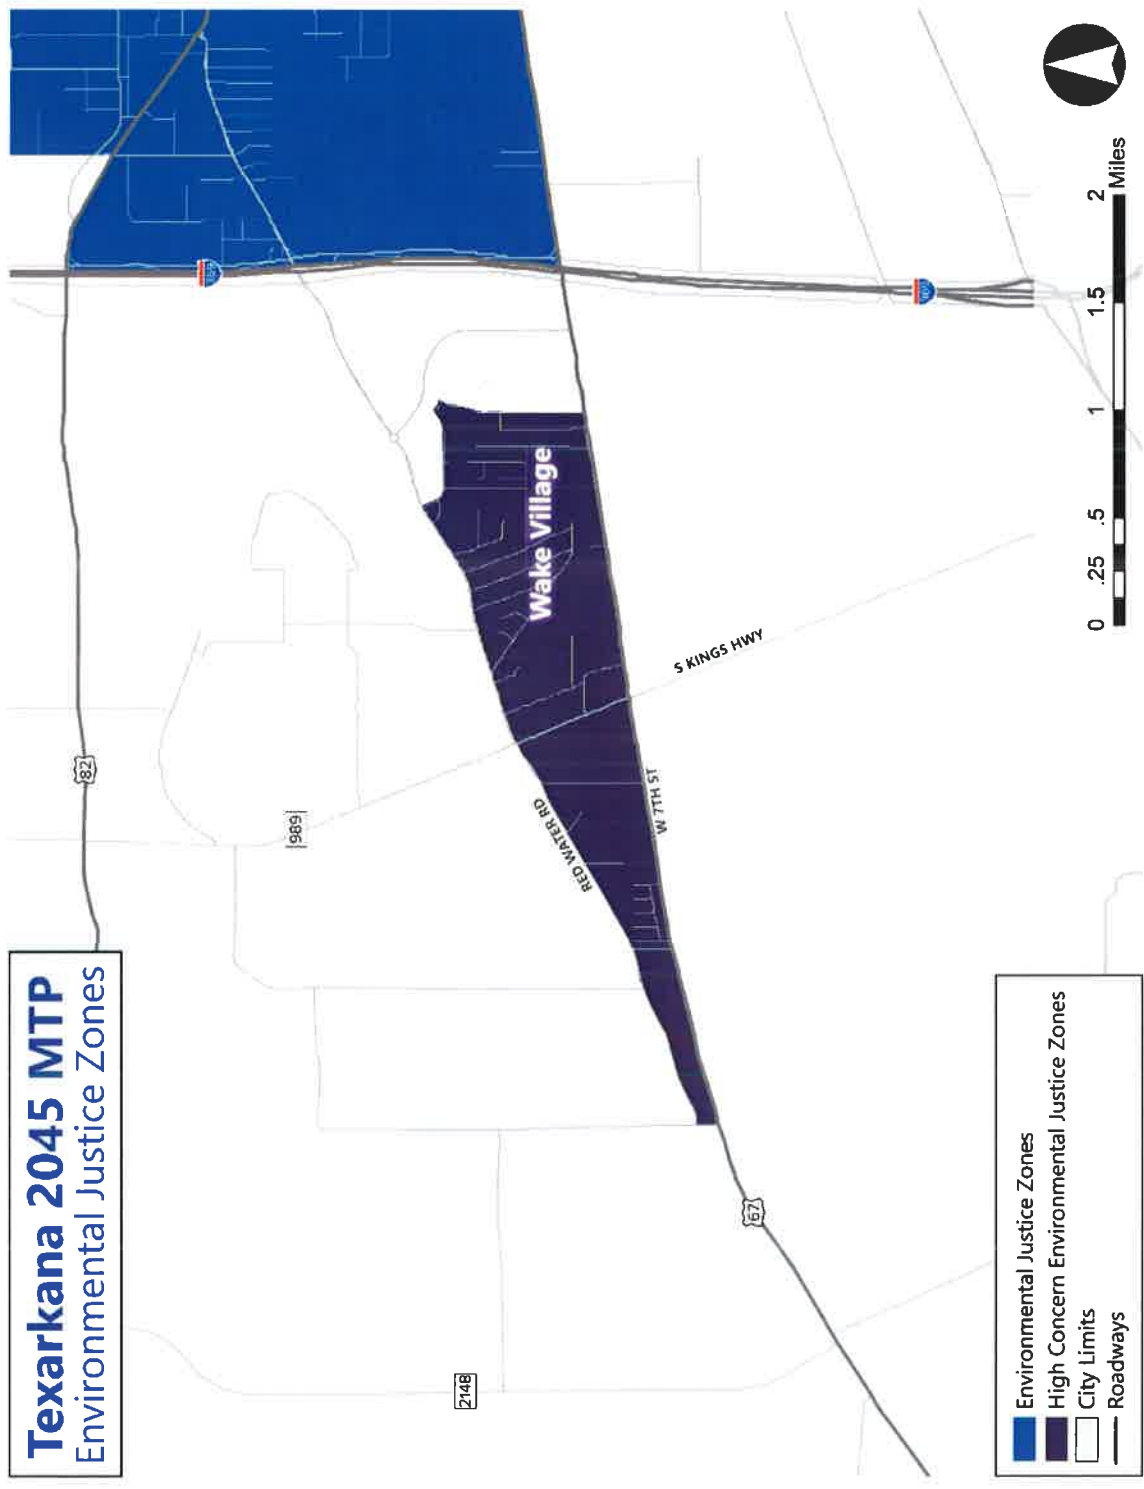 Texarkana 2045 MTP
Environmental Justice Zones
82
989
2148
67
RED WATER RD
W 7TH ST
S KINGS HWY
Wake Village
Environmental Justice Zones
High Concern Environmental Justice Zones
City Limits
Roadways
0 .25 .5 1 1.5 2
Miles